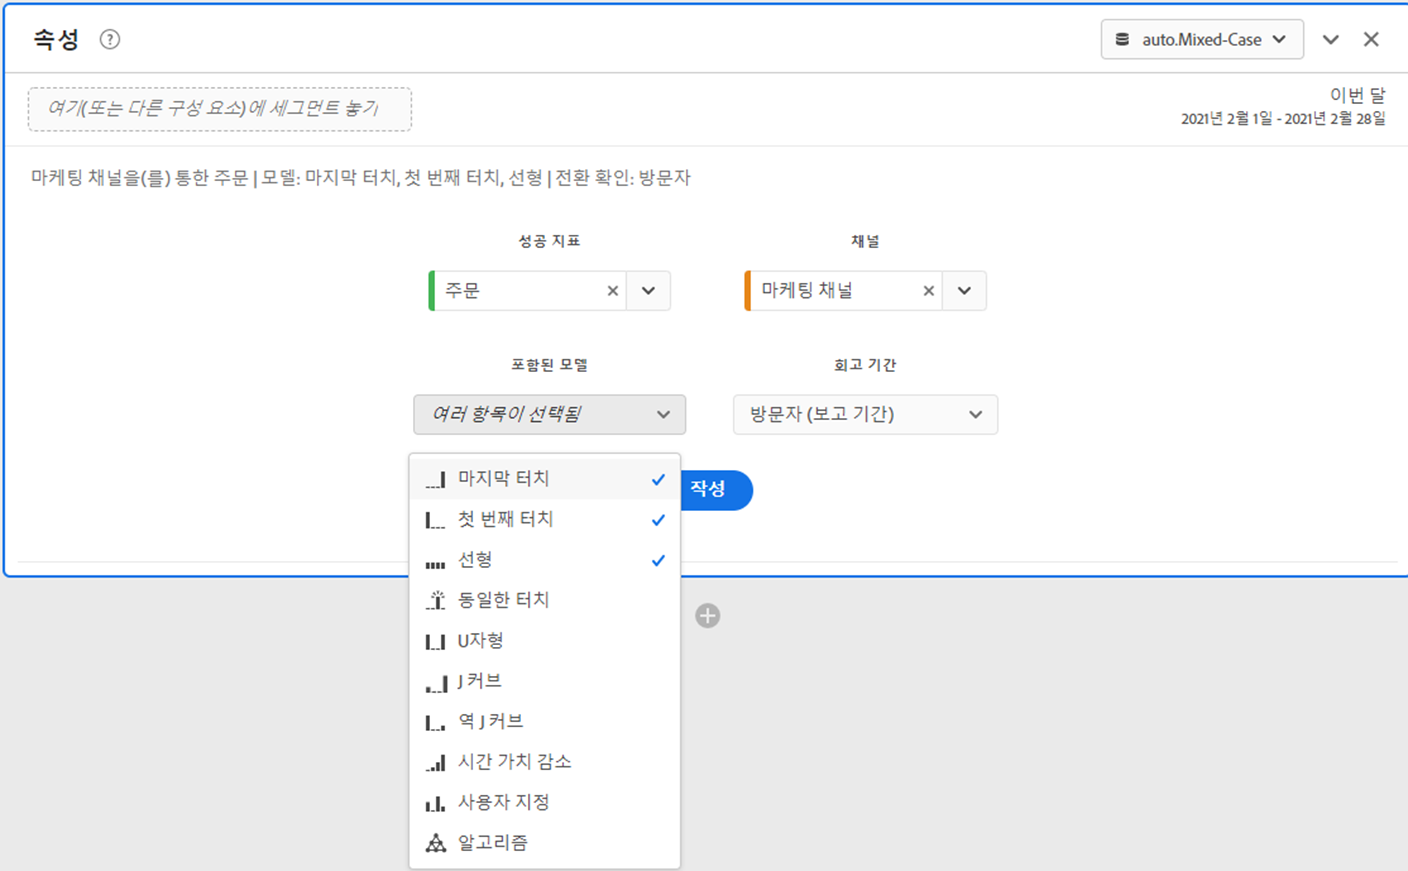 속성 ?
auto.Mixed-Case
여기(또는 다른 구성 요소)에 세그먼트 놓기
이번 달
2021년 2월 1일 - 2021년 2월 28일
마케팅 채널을(를) 통한 주문 | 모델: 마지막 터치, 첫 번째 터치, 선형 | 전환 확인: 방문자
성공 지표
채널
주문
마케팅 채널
포함된 모델
회고 기간
여러 항목이 선택됨
방문자 (보고 기간)
작성
마지막 터치
첫 번째 터치
선형
동일한 터치
U자형
J 커브
역 J 커브
시간 가치 감소
사용자 지정
알고리즘